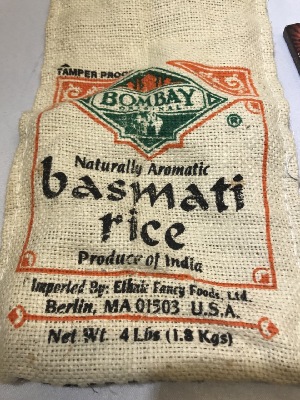 TAMPER PROO
BOMBAY
®
Naturally Aromatic
basmati
rice
Produce of India
Imported By: Ethnic Fancy Foods, Ltd.
Berlin, MA 01503 U.S.A.
Net Wt. 4 Lbs (1.8 Kgs)